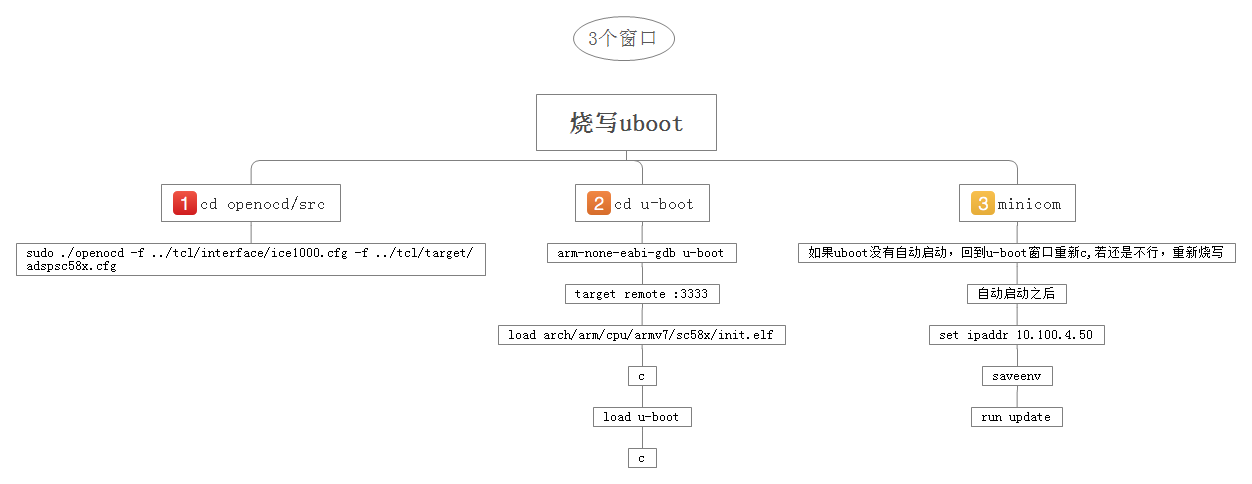 3个窗口
烧写uboot
1 cd openocd/src
sudo ./openocd -f ../tcl/interface/ice1000.cfg -f ../tcl/target/
adspsc58x.cfg
2 cd u-boot
arm-none-eabi-gdb u-boot
target remote :3333
load arch/arm/cpu/armv7/sc58x/init.elf
c
load u-boot
c
3 minicom
如果uboot没有自动启动，回到u-boot窗口重新c,若还是不行，重新烧写
自动启动之后
set ipaddr 10.100.4.50
saveenv
run update